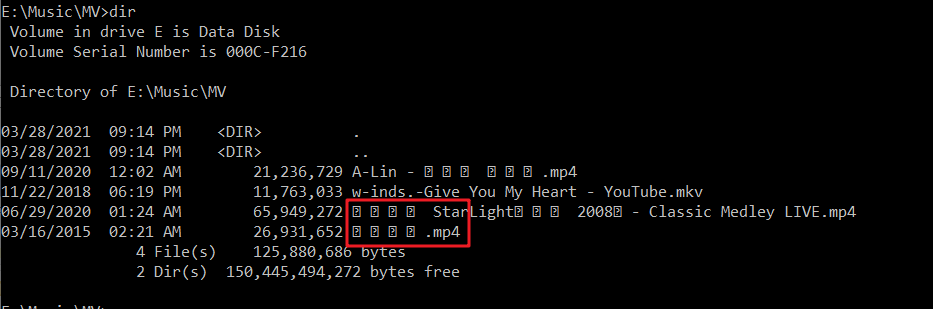 E:\Music\MV>dir
Volume in drive E is Data Disk
Volume Serial Number is 000C-F216
Directory of E:\Music\MV
03/28/2021 09:14 PM <DIR> .
03/28/2021 09:14 PM <DIR> ..
09/11/2020 12:02 AM 21,236,729 A-Lin - .mp4
11/22/2018 06:19 PM 11,763,033 w-inds.-Give You My Heart - YouTube.mkv
06/29/2020 01:24 AM 65,949,272 StarLight 2008 - Classic Medley LIVE.mp4
03/16/2015 02:21 AM 26,931,652 .mp4
4 File(s) 125,880,686 bytes
2 Dir(s) 150,445,494,272 bytes free